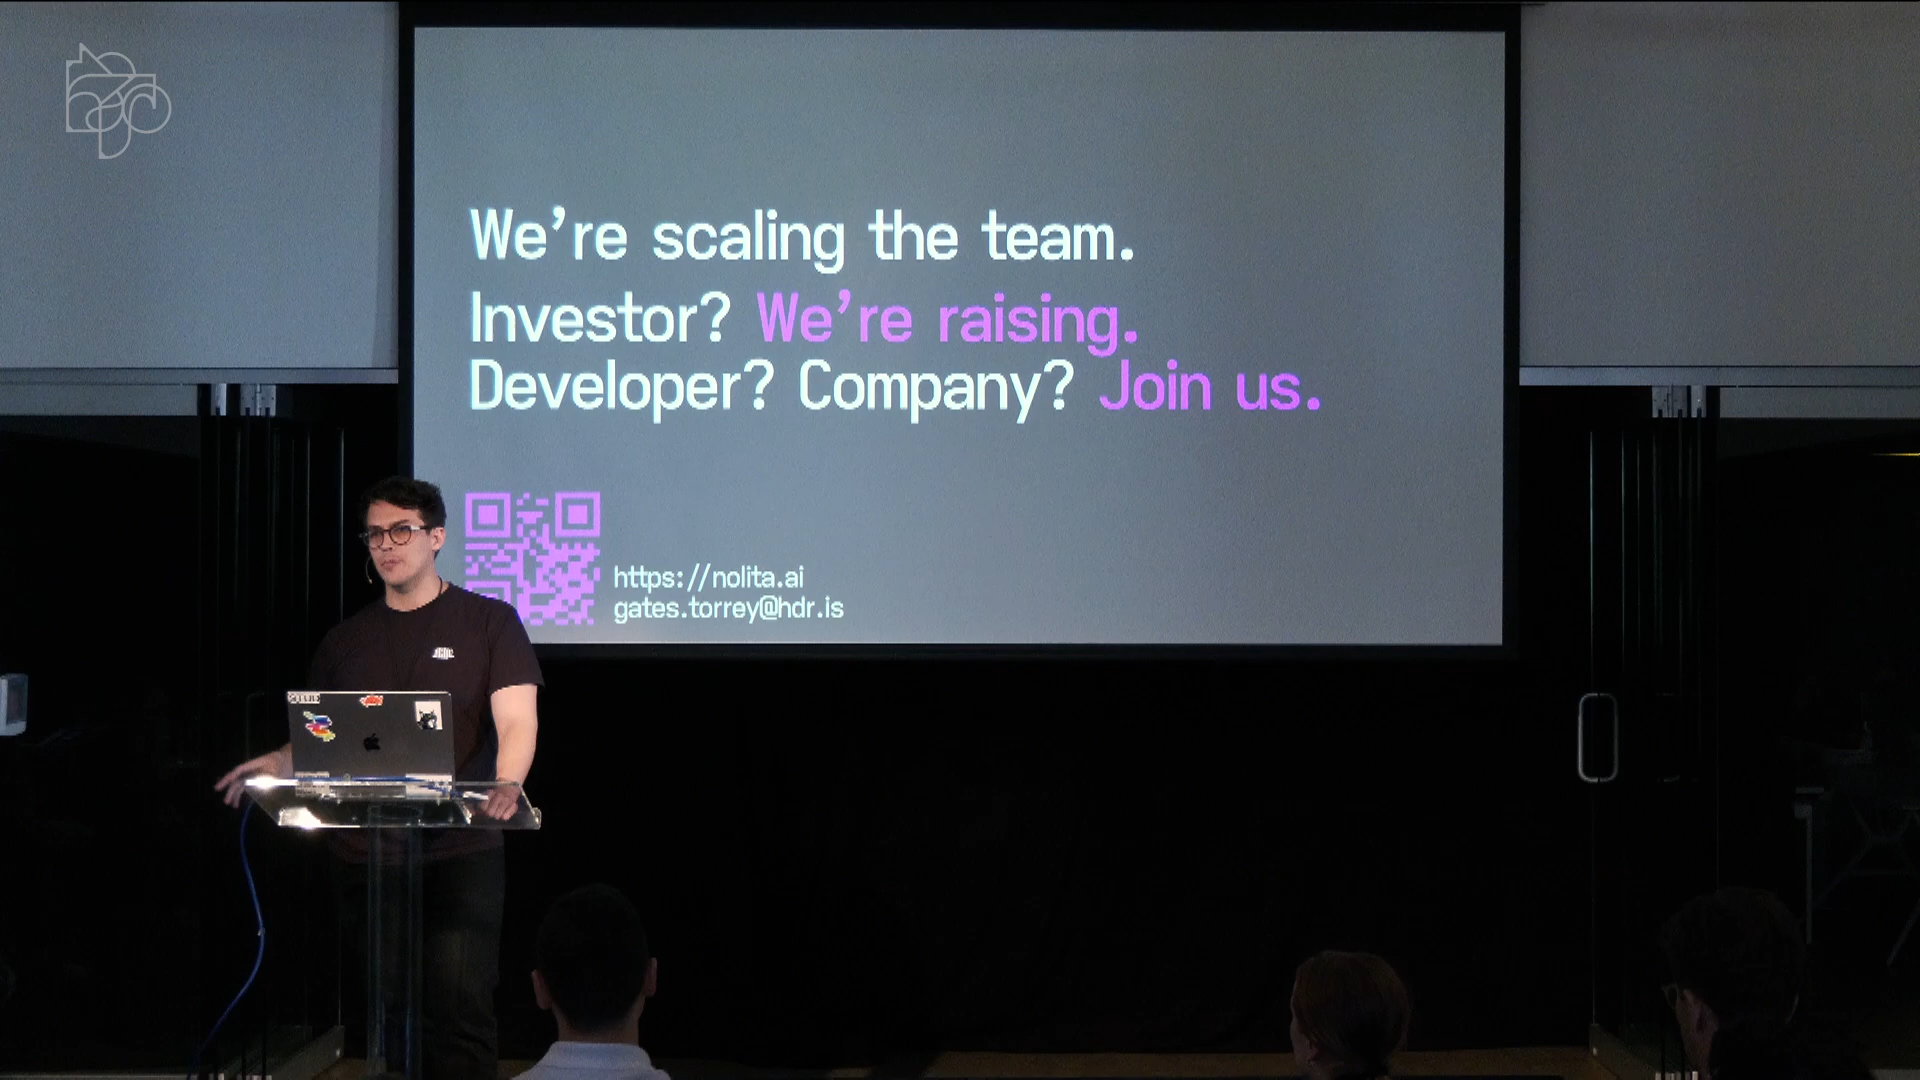 We’re scaling the team.
Investor? We’re raising.
Developer? Company? Join us.
https://nolita.ai
gates.torrey@hdr.is